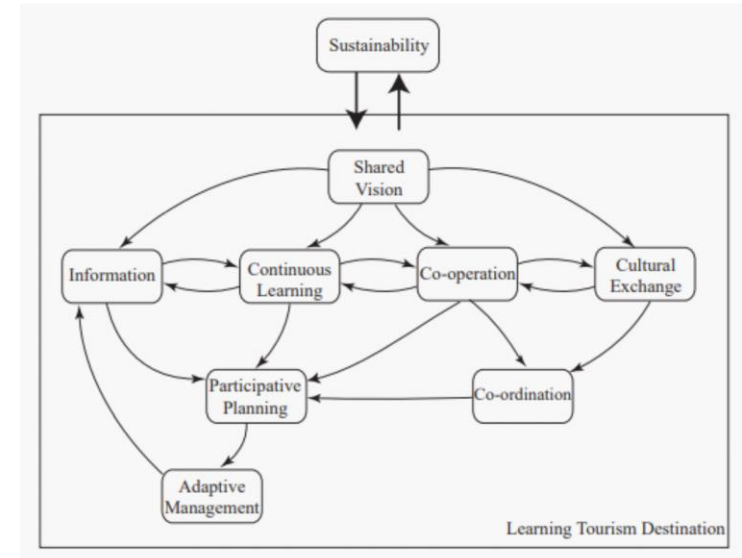 Sustainability
Shared
Vision
Information
Continuous
Learning
Co-operation
Cultural
Exchange
Participative
Planning
Co-ordination
Adaptive
Management
Learning Tourism Destination